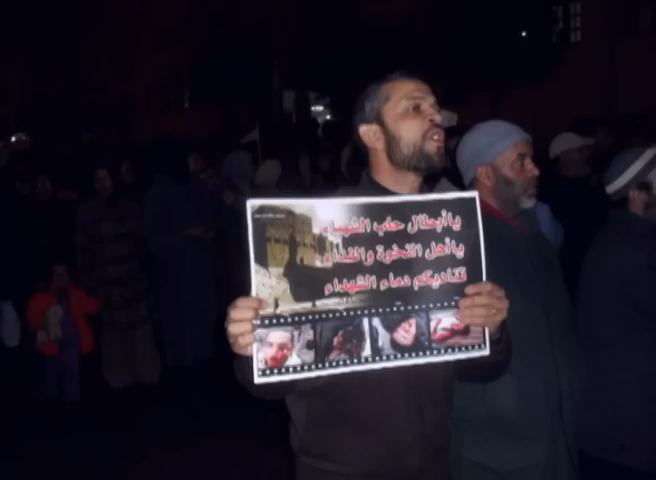 يا أبطال حلب الشهباء
يا أهل النخوة والفداء
تناديكم دماء الشهداء